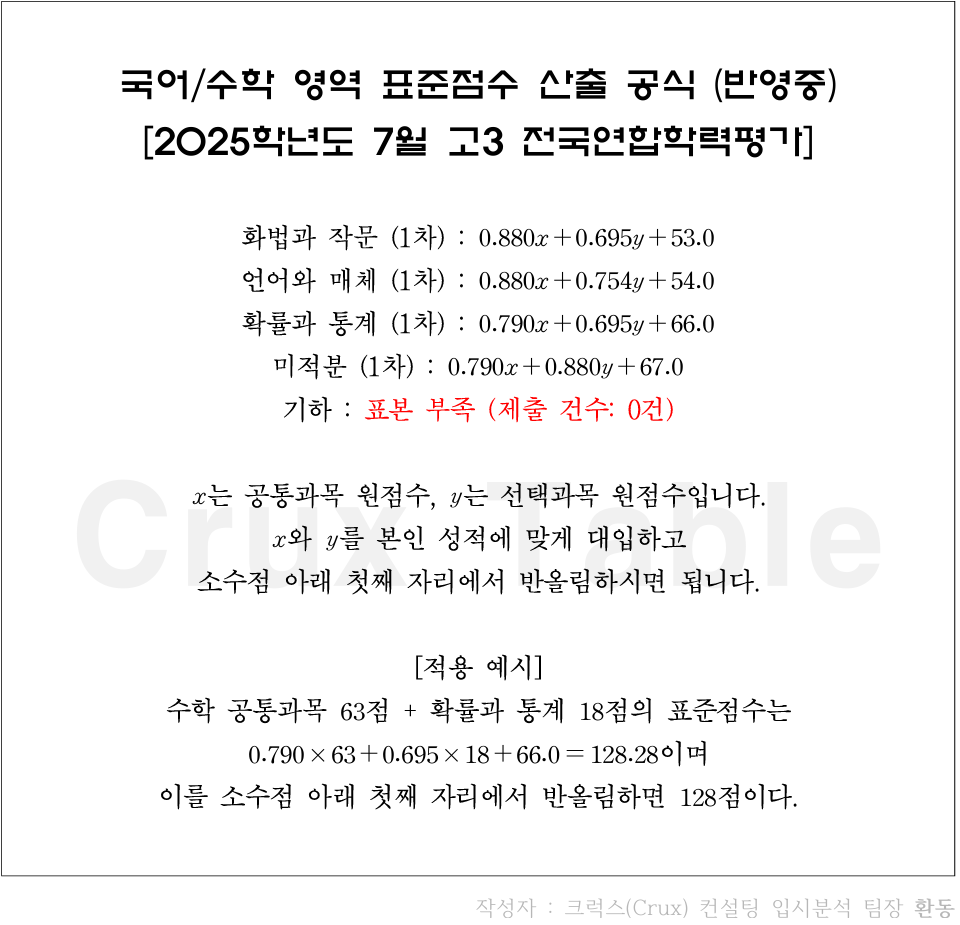 국어/수학 영역 표준점수 산출 공식 (반영중)
[2025학년도 7월 고3 전국연합학력평가]
화법과 작문 (1차) : 0.880x+0.695y+53.0
언어와 매체 (1차) : 0.880x+0.754y+54.0
확률과 통계 (1차) : 0.790x+0.695y+66.0
미적분 (1차) : 0.790x+0.880y+67.0
기하 : 표본 부족 (제출 건수: 0건)
Crux Table
x는 공통과목 원점수, y는 선택과목 원점수입니다.
x와 y를 본인 성적에 맞게 대입하고
소수점 아래 첫째 자리에서 반올림하시면 됩니다.
[적용 예시]
수학 공통과목 63점 + 확률과 통계 18점의 표준점수는
0.790×63+0.695×18+66.0=128.28이며
이를 소수점 아래 첫째 자리에서 반올림하면 128점이다.
작성자 : 크럭스(Crux) 컨설팅 입시분석 팀장 환동